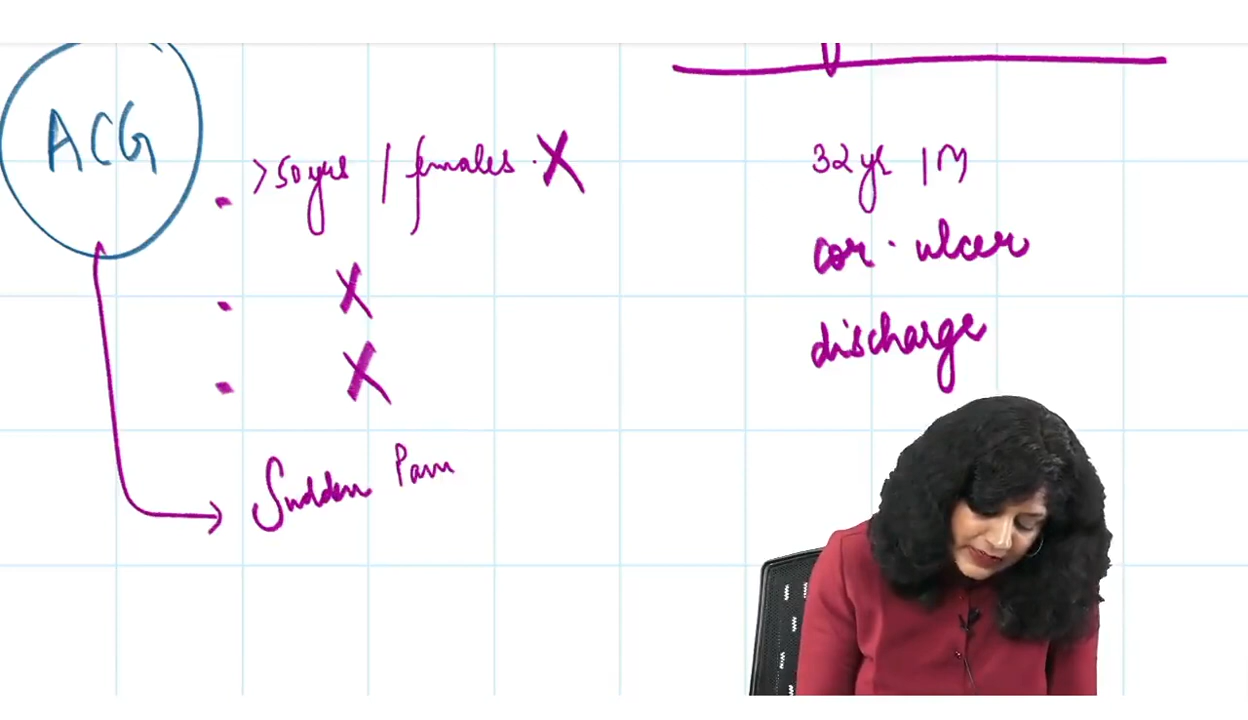 ACG
>50yrs / females. X
X
X
Sudden Pain
32yr / M
cor. ulcer
discharge